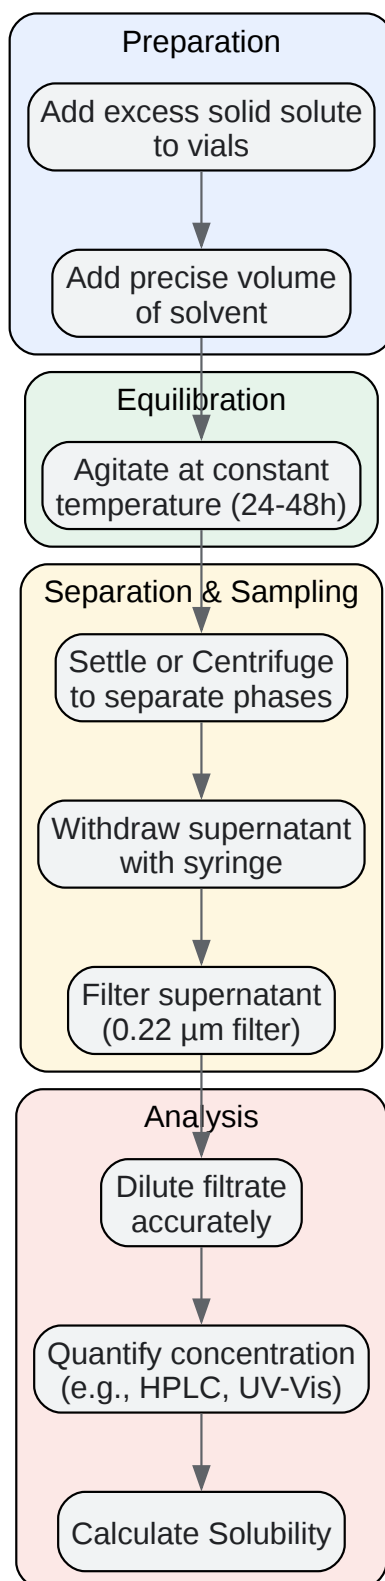 Preparation
Add excess solid solute
to vials
Add precise volume
of solvent
Equilibration
Agitate at constant
temperature (24-48h)
Separation & Sampling
Settle or Centrifuge
to separate phases
Withdraw supernatant
with syringe
Filter supernatant
(0.22 µm filter)
Analysis
Dilute filtrate
accurately
Quantify concentration
(e.g., HPLC, UV-Vis)
Calculate Solubility